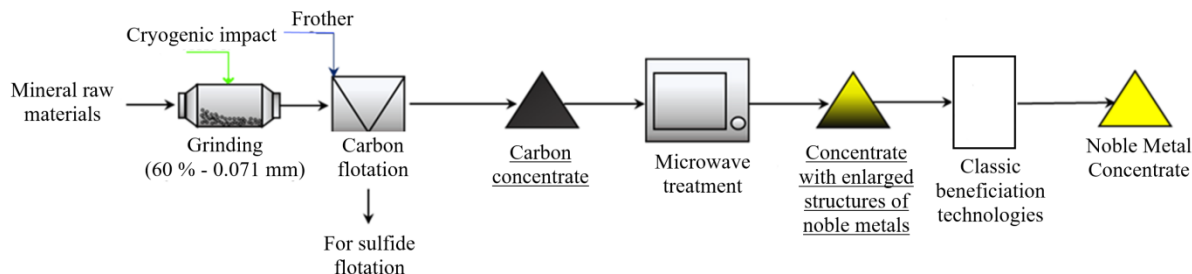 Cryogenic impact
Frother
Mineral raw
materials
Grinding
(60 % - 0.071 mm)
Carbon
flotation
For sulfide
flotation
Carbon
concentrate
Microwave
treatment
Concentrate
with enlarged
structures of
noble metals
Classic
beneficiation
technologies
Noble Metal
Concentrate